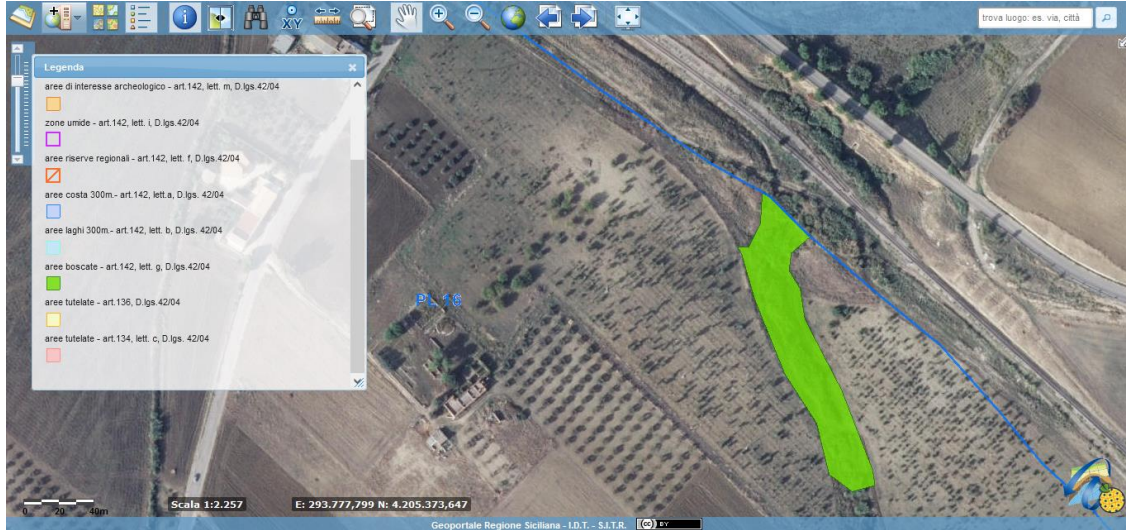 XY
trova luogo: es. via, città
Legenda
aree di interesse archeologico - art.142, lett. m, D.lgs.42/04
zone umide - art.142, lett. i, D.lgs.42/04
aree riserve regionali - art.142, lett. f, D.lgs.42/04
aree costa 300m.- art.142, lett.a, D.lgs. 42/04
aree laghi 300m.- art.142, lett. b, D.lgs. 42/04
aree boscate - art.142, lett. g, D.lgs.42/04
aree tutelate - art.136, D.lgs.42/04
aree tutelate - art.134, lett. c, D.lgs. 42/04
PL 16
0 20 40m
Scala 1:2.257
E: 293.777,799 N: 4.205.373,647
Geoportale Regione Siciliana - I.D.T. - S.I.T.R.
cc BY